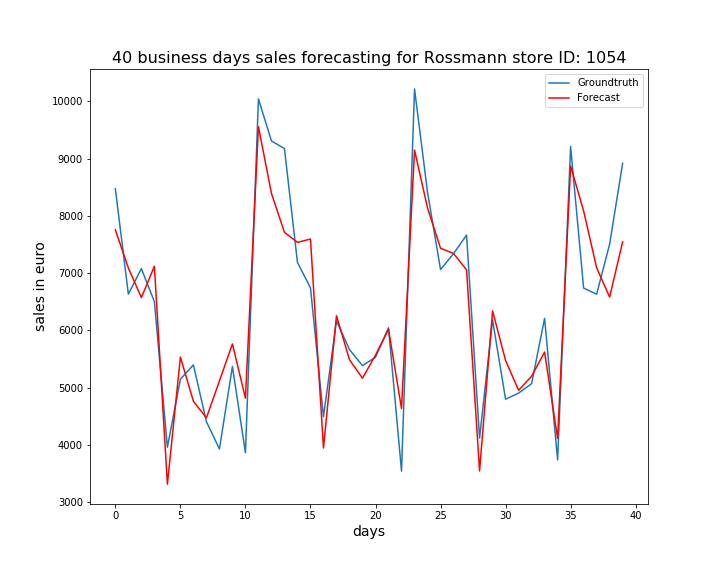 40 business days sales forecasting for Rossmann store ID: 1054
Groundtruth
Forecast
10000
9000
8000
7000
6000
5000
4000
3000
sales in euro
0 5 10 15 20 25 30 35 40
days